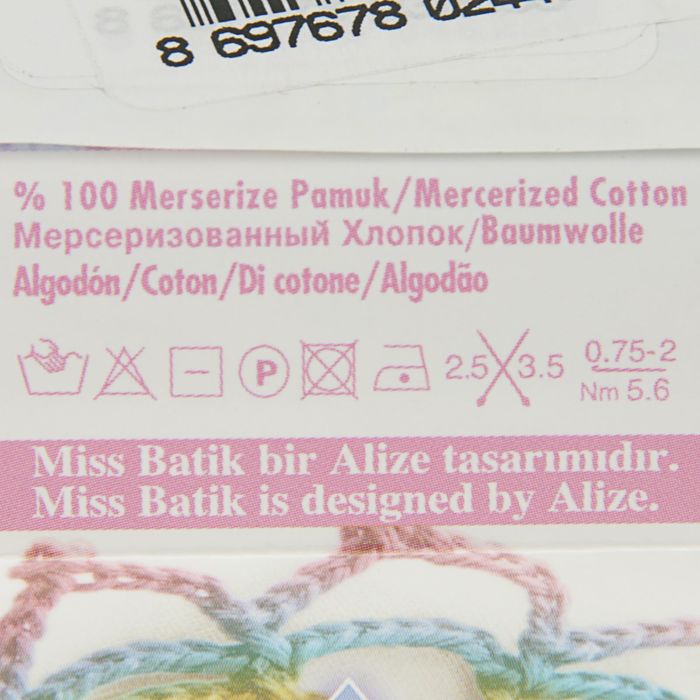 8 697678
% 100 Merserize Pamuk/Mercerized Cotton
Мерсеризованный Хлопок/Baumwolle
Algodón/Coton/Di cotone/Algodão
P 2.5 3.5 0.75-2
Nm 5.6
Miss Batik bir Alize tasarımıdır.
Miss Batik is designed by Alize.